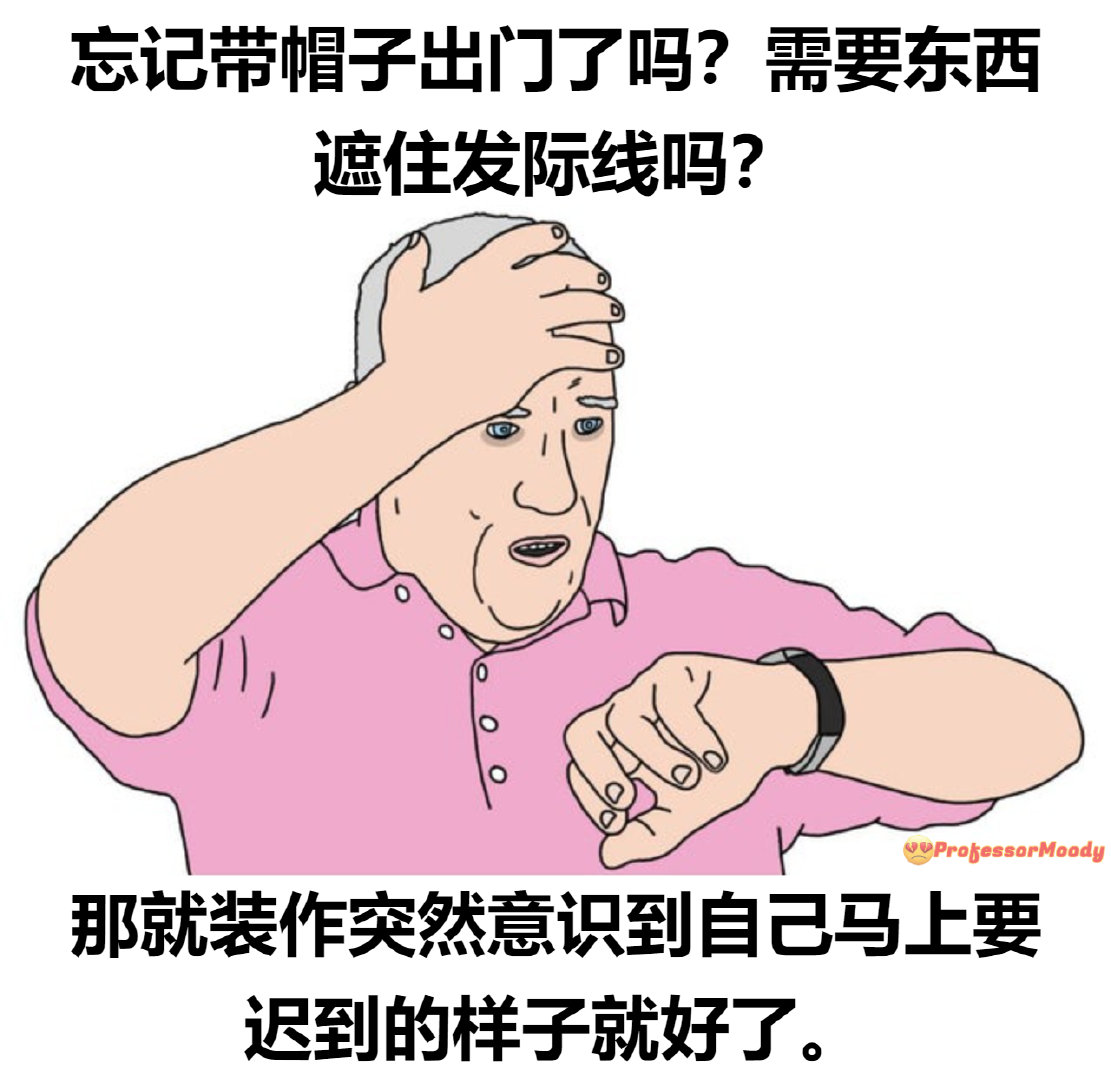 忘记带帽子出门了吗？需要东西
遮住发际线吗？
ProfessorMoody
那就装作突然意识到自己马上要
迟到的样子就好了。